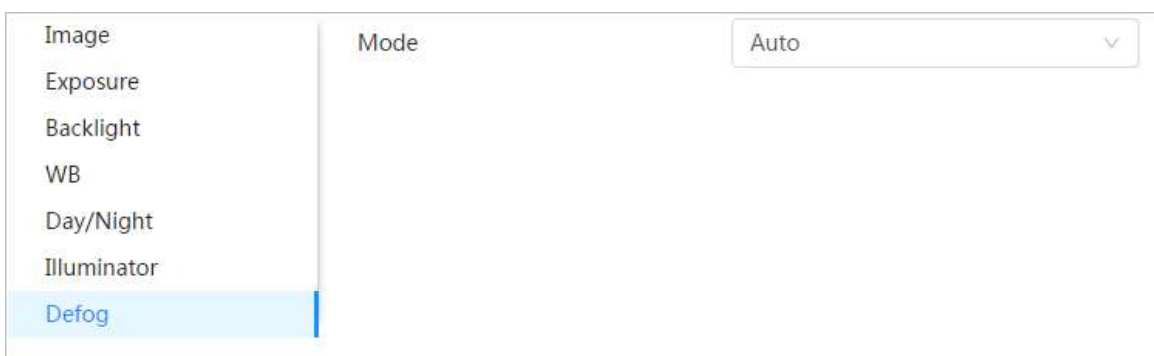 Image
Exposure
Backlight
WB
Day/Night
Illuminator
Defog
Mode
Auto